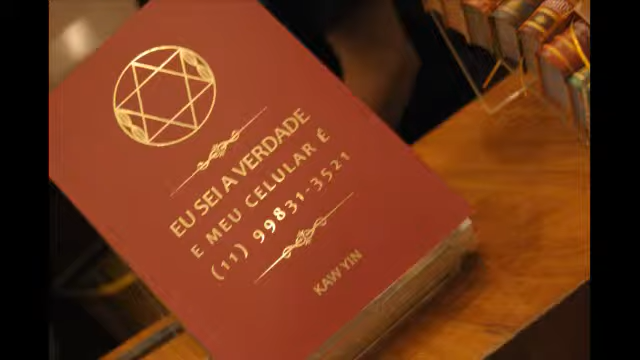 EU SEI A VERDADE
E MEU CELULAR É
(11) 99831-3521
KAW YIN